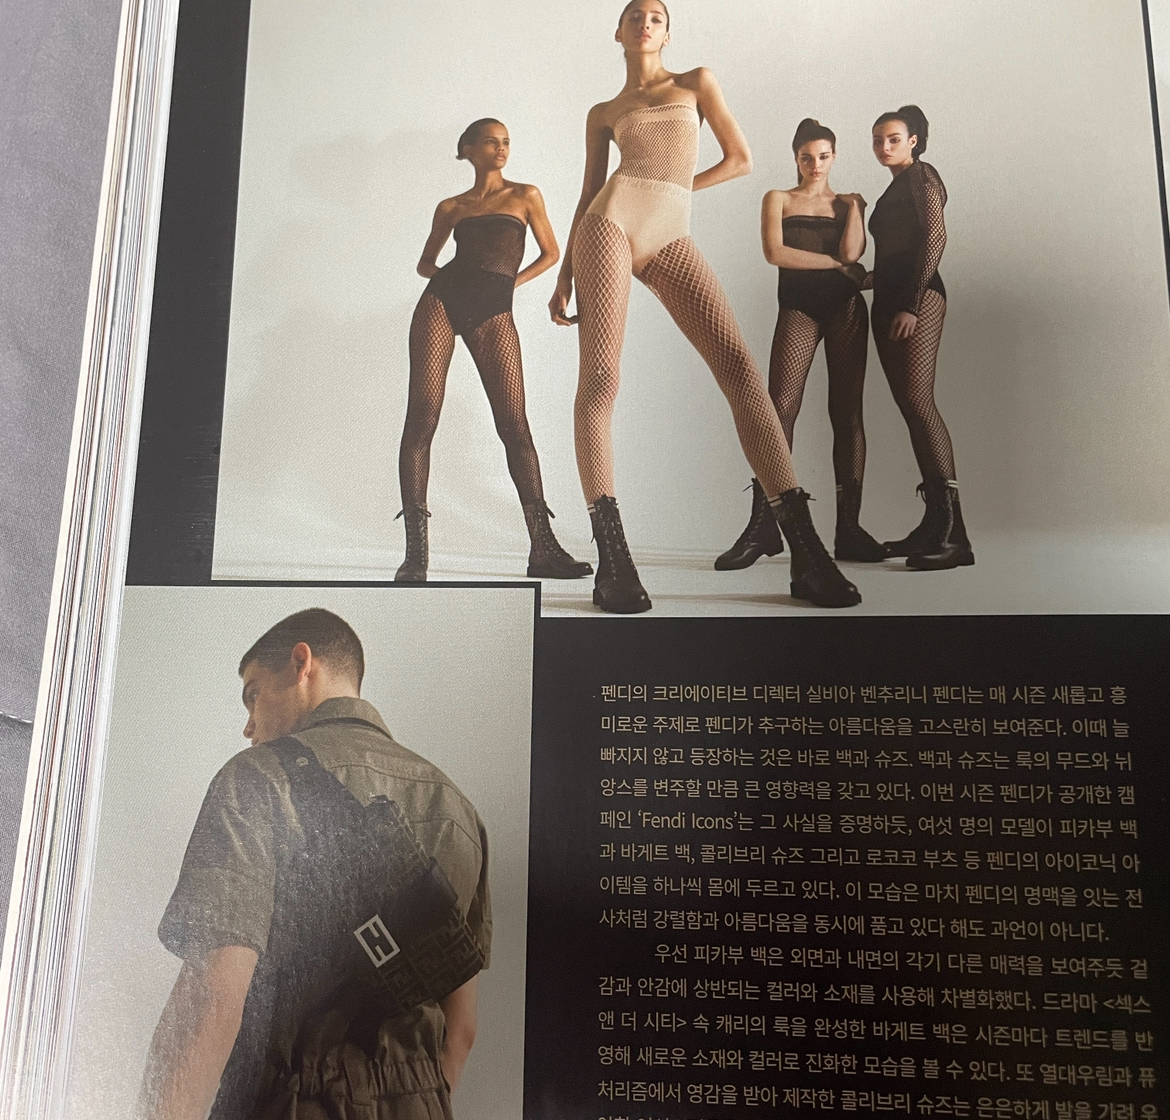 펜디의 크리에이티브 디렉터 실비아 벤추리니 펜디는 매 시즌 새롭고 흥
미로운 주제로 펜디가 추구하는 아름다움을 고스란히 보여준다. 이때 늘
빠지지 않고 등장하는 것은 바로 백과 슈즈. 백과 슈즈는 룩의 무드와 뉘
앙스를 변주할 만큼 큰 영향력을 갖고 있다. 이번 시즌 펜디가 공개한 캠
페인 ‘Fendi Icons’는 그 사실을 증명하듯, 여섯 명의 모델이 피카부 백
과 바게트 백, 콜리브리 슈즈 그리고 로코코 부츠 등 펜디의 아이코닉 아
이템을 하나씩 몸에 두르고 있다. 이 모습은 마치 펜디의 명맥을 잇는 전
사처럼 강렬함과 아름다움을 동시에 품고 있다 해도 과언이 아니다.
우선 피카부 백은 외면과 내면의 각기 다른 매력을 보여주듯 겉
감과 안감에 상반되는 컬러와 소재를 사용해 차별화했다. 드라마 <섹스
앤 더 시티> 속 캐리의 룩을 완성한 바게트 백은 시즌마다 트렌드를 반
영해 새로운 소재와 컬러로 진화한 모습을 볼 수 있다. 또 열대우림과 퓨
처리즘에서 영감을 받아 제작한 콜리브리 슈즈는 은은하게 발을 가려 우